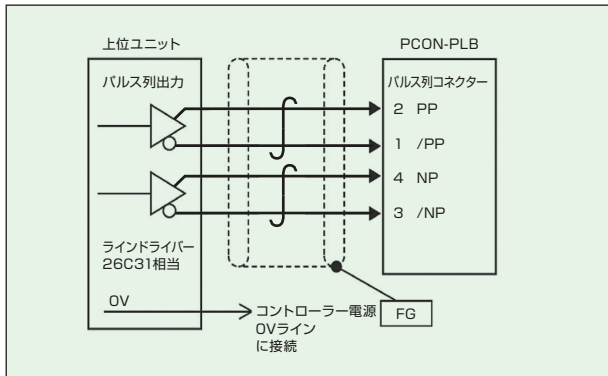 上位ユニット
PCON-PLB
パルス列出力
パルス列コネクター
2 PP
1 /PP
4 NP
3 /NP
ラインドライバー
26C31相当
0V
コントローラー電源
0Vライン
に接続
FG